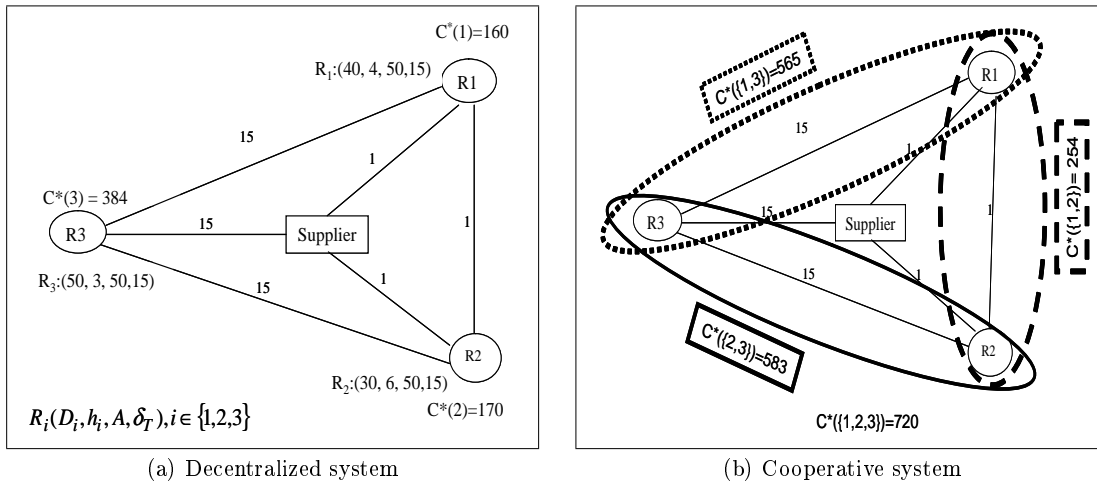 C*(1)=160
R1:(40, 4, 50,15)
R1
15
1
C*(3) = 384
R3
15
Supplier
1
R3:(50, 3, 50,15)
15
1
R2
R2:(30, 6, 50,15)
C*(2)=170
Ri(Di,hi,A,δT),i∈{1,2,3}
(a) Decentralized system
C*({1,3})=565
R1
15
1
R3
15
Supplier
1
C*({1,2})= 254
15
1
C*({2,3})=583
R2
C*({1,2,3})=720
(b) Cooperative system